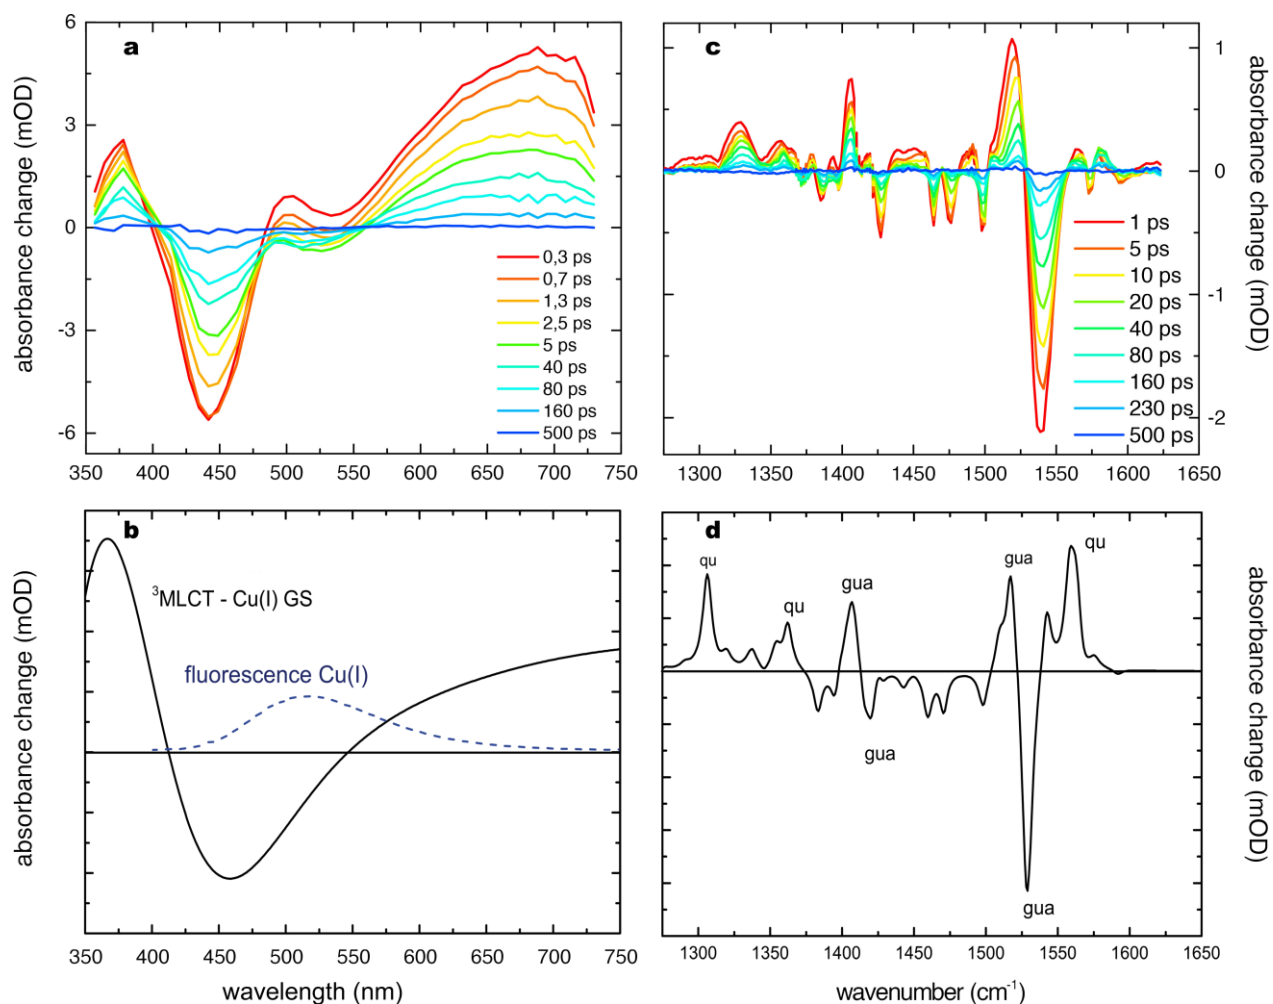 a
absorbance change (mOD)
6
3
0
-3
-6
0,3 ps
0,7 ps
1,3 ps
2,5 ps
5 ps
40 ps
80 ps
160 ps
500 ps
350 400 450 500 550 600 650 700 750
c
absorbance change (mOD)
1
0
-1
-2
1 ps
5 ps
10 ps
20 ps
40 ps
80 ps
160 ps
230 ps
500 ps
1300 1350 1400 1450 1500 1550 1600 1650
b
absorbance change (mOD)
³MLCT - Cu(I) GS
fluorescence Cu(I)
350 400 450 500 550 600 650 700 750
wavelength (nm)
d
absorbance change (mOD)
qu
qu
gua
gua
gua
qu
gua
1300 1350 1400 1450 1500 1550 1600 1650
wavenumber (cm⁻¹)